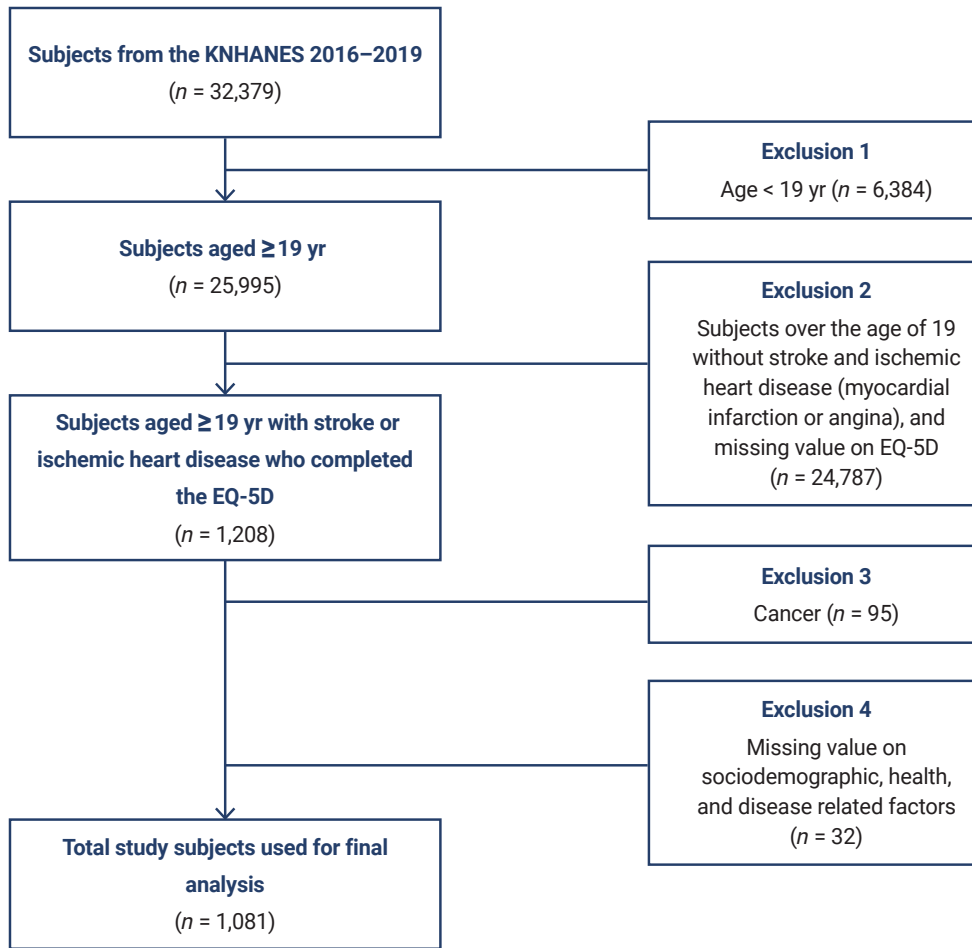 Subjects from the KNHANES 2016–2019
(n = 32,379)
Exclusion 1
Age < 19 yr (n = 6,384)
Subjects aged ≥ 19 yr
(n = 25,995)
Exclusion 2
Subjects over the age of 19
without stroke and ischemic
heart disease (myocardial
infarction or angina), and
missing value on EQ-5D
(n = 24,787)
Subjects aged ≥ 19 yr with stroke or
ischemic heart disease who completed
the EQ-5D
(n = 1,208)
Exclusion 3
Cancer (n = 95)
Exclusion 4
Missing value on
sociodemographic, health,
and disease related factors
(n = 32)
Total study subjects used for final
analysis
(n = 1,081)